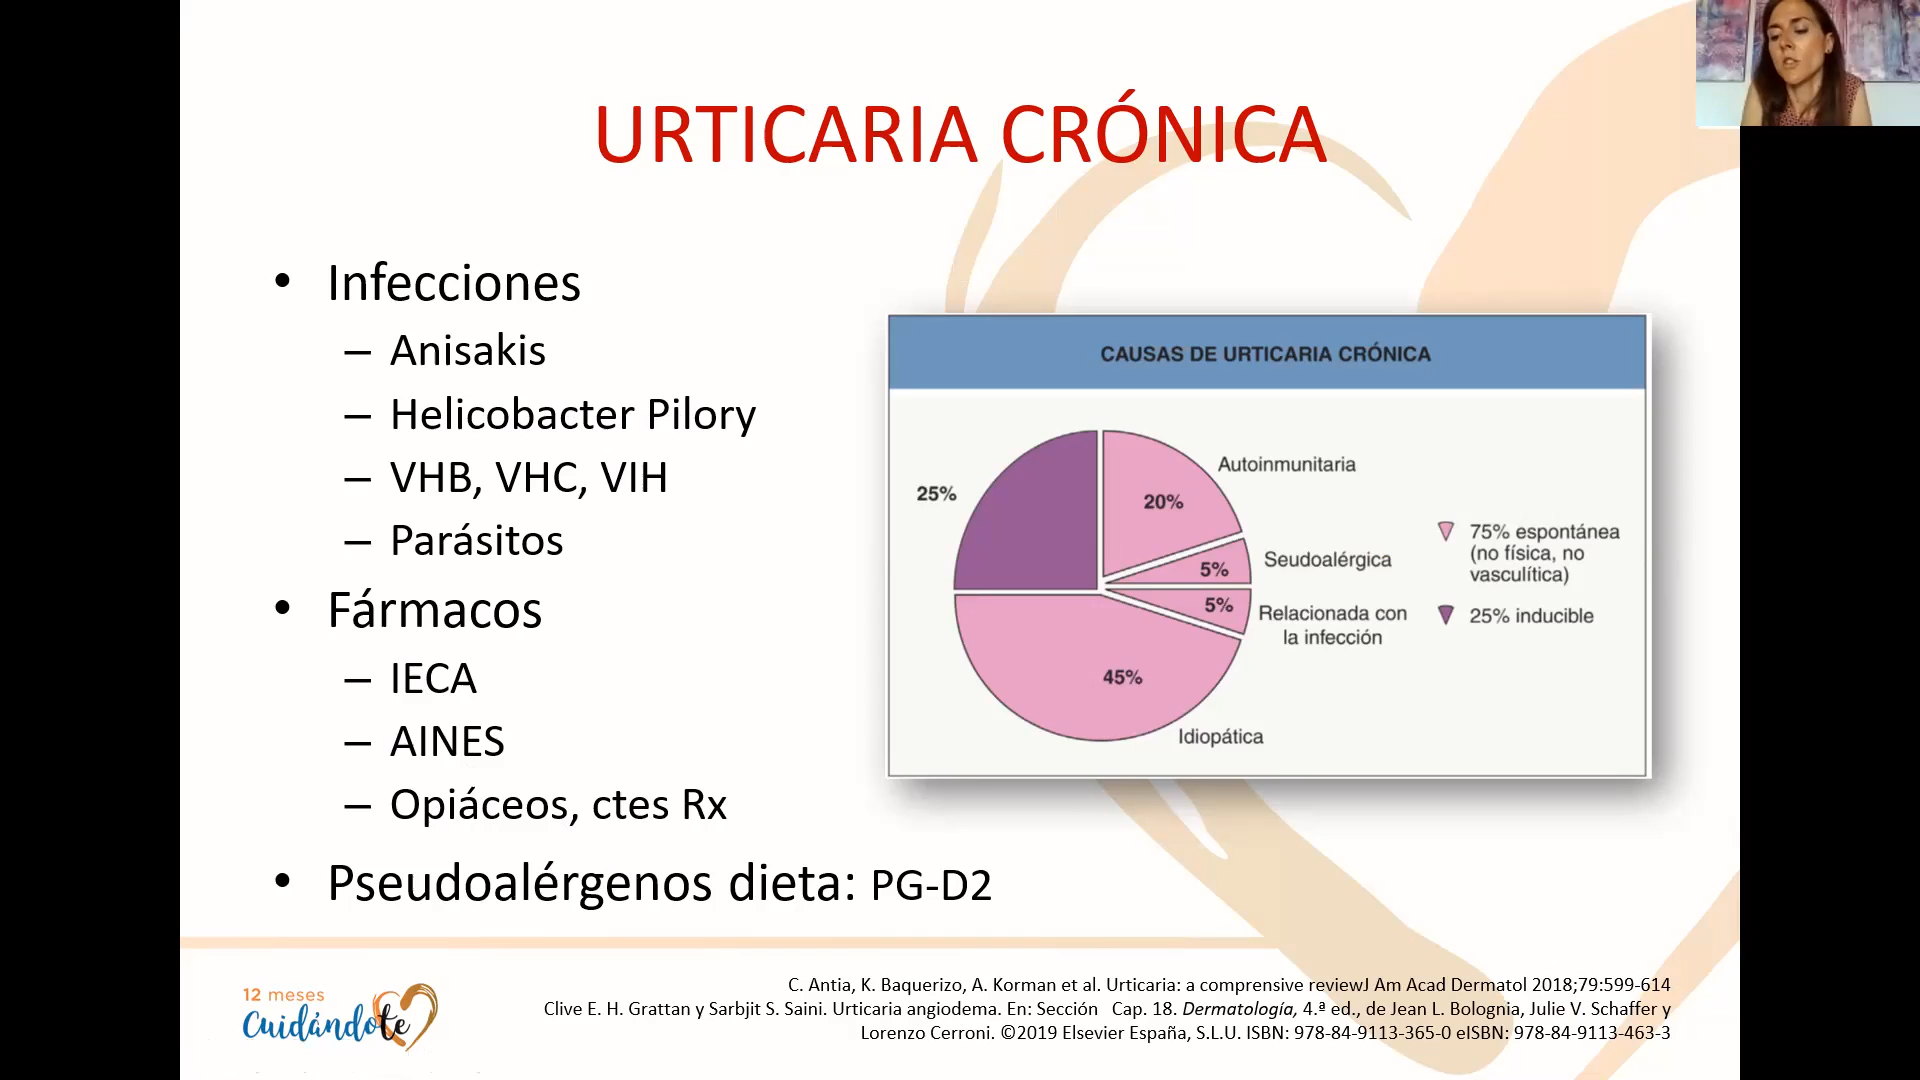 URTICARIA CRÓNICA
• Infecciones
– Anisakis
– Helicobacter Pilory
– VHB, VHC, VIH
– Parásitos
• Fármacos
– IECA
– AINES
– Opiáceos, ctes Rx
• Pseudoalérgenos dieta: PG-D2
CAUSAS DE URTICARIA CRÓNICA
25%
20%
Autoinmunitaria
5%
Seudoalérgica
5%
Relacionada con
la infección
45%
Idiopática
75% espontánea
(no física, no
vasculítica)
25% inducible
12 meses
Cuidándote
C. Antia, K. Baquerizo, A. Korman et al. Urticaria: a comprensive reviewJ Am Acad Dermatol 2018;79:599-614
Clive E. H. Grattan y Sarbjit S. Saini. Urticaria angiodema. En: Sección Cap. 18. Dermatología, 4.ª ed., de Jean L. Bolognia, Julie V. Schaffer y
Lorenzo Cerroni. ©2019 Elsevier España, S.L.U. ISBN: 978-84-9113-365-0 eISBN: 978-84-9113-463-3